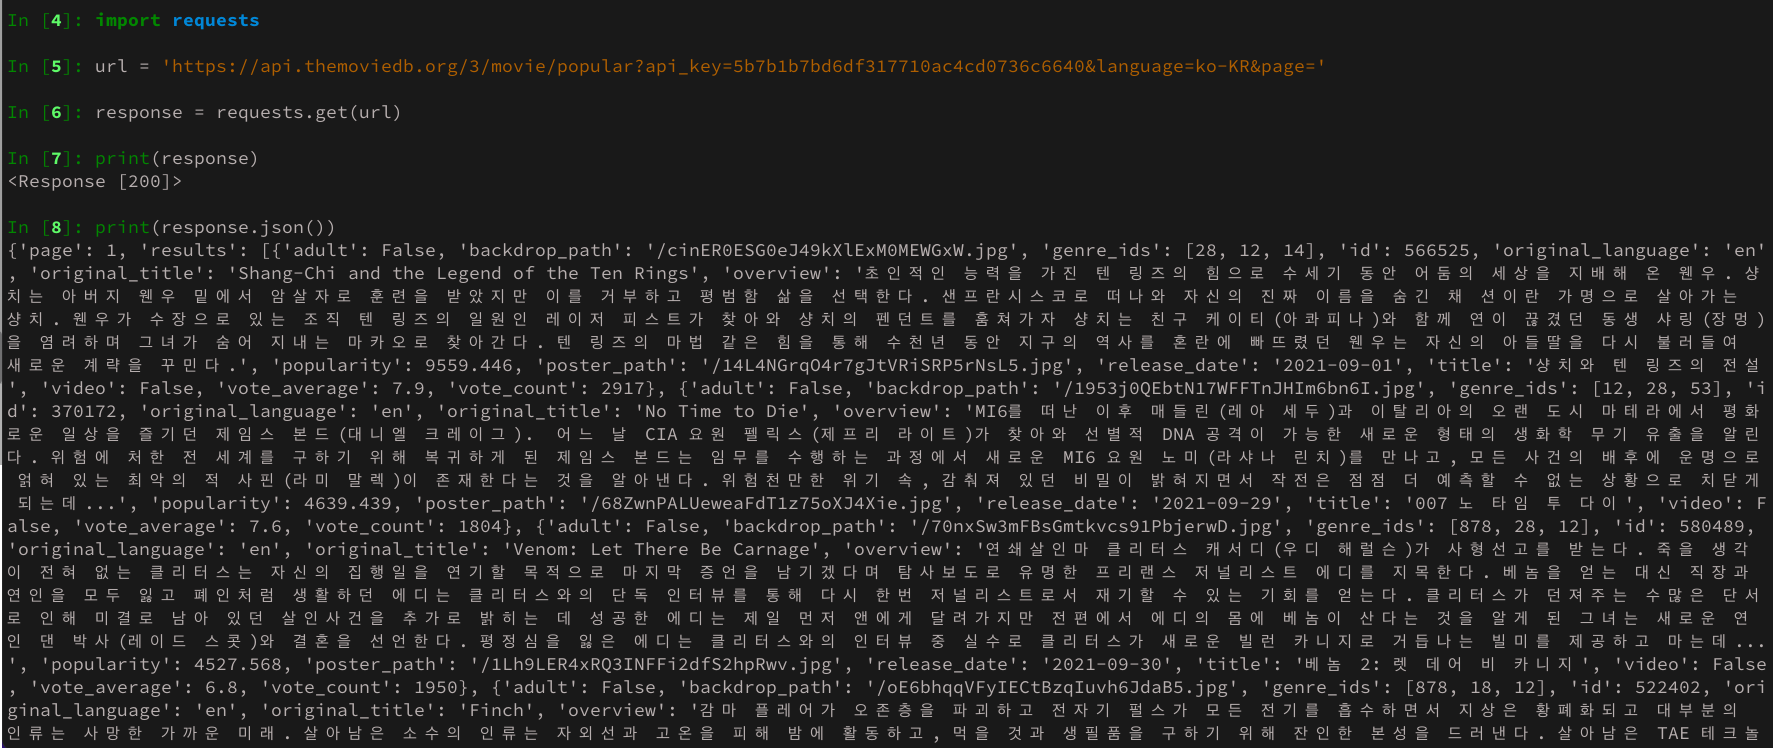 In [4]: import requests
In [5]: url = 'https://api.themoviedb.org/3/movie/popular?api_key=5b7b1b7bd6df317710ac4cd0736c6640&language=ko-KR&page='
In [6]: response = requests.get(url)
In [7]: print(response)
<Response [200]>
In [8]: print(response.json())
{'page': 1, 'results': [{'adult': False, 'backdrop_path': '/cinER0ESG0eJ49kXlExM0MEWGxW.jpg', 'genre_ids': [28, 12, 14], 'id': 566525, 'original_language': 'en'
, 'original_title': 'Shang-Chi and the Legend of the Ten Rings', 'overview': '초인적인 능력을 가진 텐 링즈의 힘으로 수세기 동안 어둠의 세상을 지배해 온 웬우. 샹
치는 아버지 웬우 밑에서 암살자로 훈련을 받았지만 이를 거부하고 평범함 삶을 선택한다. 샌프란시스코로 떠나와 자신의 진짜 이름을 숨긴 채 션이란 가명으로 살아가는
샹치. 웬우가 수장으로 있는 조직 텐 링즈의 일원인 레이저 피스트가 찾아와 샹치의 펜던트를 훔쳐가자 샹치는 친구 케이티(아콰피나)와 함께 연이 끊겼던 동생 샤링(장멍)
을 염려하며 그녀가 숨어 지내는 마카오로 찾아간다. 텐 링즈의 마법 같은 힘을 통해 수천년 동안 지구의 역사를 혼란에 빠뜨렸던 웬우는 자신의 아들딸을 다시 불러들여
새로운 계략을 꾸민다.', 'popularity': 9559.446, 'poster_path': '/14L4NGrqO4r7gJtVRiSRP5rNsL5.jpg', 'release_date': '2021-09-01', 'title': '샹치와 텐 링즈의 전설
', 'video': False, 'vote_average': 7.9, 'vote_count': 2917}, {'adult': False, 'backdrop_path': '/1953j0QEbtN17WFFTnJHIm6bn6I.jpg', 'genre_ids': [12, 28, 53], 'i
d': 370172, 'original_language': 'en', 'original_title': 'No Time to Die', 'overview': 'MI6를 떠난 이후 매들린(레아 세두)과 이탈리아의 오랜 도시 마테라에서 평화
로운 일상을 즐기던 제임스 본드(대니엘 크레이그). 어느 날 CIA 요원 펠릭스(제프리 라이트)가 찾아와 선별적 DNA 공격이 가능한 새로운 형태의 생화학 무기 유출을 알린
다. 위험에 처한 전 세계를 구하기 위해 복귀하게 된 제임스 본드는 임무를 수행하는 과정에서 새로운 MI6 요원 노미(라샤나 린치)를 만나고, 모든 사건의 배후에 운명으로
얽혀 있는 최악의 적 사핀(라미 말렉)이 존재한다는 것을 알아낸다. 위험천만한 위기 속, 감춰져 있던 비밀이 밝혀지면서 작전은 점점 더 예측할 수 없는 상황으로 치닫게
되는데...', 'popularity': 4639.439, 'poster_path': '/68ZwnPALUeweaFdT1z75oXJ4Xie.jpg', 'release_date': '2021-09-29', 'title': '007 노 타임 투 다이', 'video': F
alse, 'vote_average': 7.6, 'vote_count': 1804}, {'adult': False, 'backdrop_path': '/70nxSw3mFBsGmtkvcs91PbjerwD.jpg', 'genre_ids': [878, 28, 12], 'id': 580489,
'original_language': 'en', 'original_title': 'Venom: Let There Be Carnage', 'overview': '연쇄살인마 클리터스 캐서디(우디 해럴슨)가 사형선고를 받는다. 죽을 생각
이 전혀 없는 클리터스는 자신의 집행일을 연기할 목적으로 마지막 증언을 남기겠다며 탐사보도로 유명한 프리랜스 저널리스트 에디를 지목한다. 베놈을 얻는 대신 직장과
연인을 모두 잃고 폐인처럼 생활하던 에디는 클리터스와의 단독 인터뷰를 통해 다시 한번 저널리스트로서 재기할 수 있는 기회를 얻는다. 클리터스가 던져주는 수많은 단서
로 인해 미결로 남아 있던 살인사건을 추가로 밝히는 데 성공한 에디는 제일 먼저 앤에게 달려가지만 전편에서 에디의 몸에 베놈이 산다는 것을 알게 된 그녀는 새로운 연
인 댄 박사(레이드 스콧)와 결혼을 선언한다. 평정심을 잃은 에디는 클리터스와의 인터뷰 중 실수로 클리터스가 새로운 빌런 카니지로 거듭나는 빌미를 제공하고 마는데...
', 'popularity': 4527.568, 'poster_path': '/1Lh9LER4xRQ3INFFi2dfS2hpRwv.jpg', 'release_date': '2021-09-30', 'title': '베놈 2: 렛 데어 비 카니지', 'video': False
, 'vote_average': 6.8, 'vote_count': 1950}, {'adult': False, 'backdrop_path': '/oE6bhqqVFyIECtBzqIuvh6JdaB5.jpg', 'genre_ids': [878, 18, 12], 'id': 522402, 'ori
ginal_language': 'en', 'original_title': 'Finch', 'overview': '감마 플레어가 오존층을 파괴하고 전자기 펄스가 모든 전기를 흡수하면서 지상은 황폐화되고 대부분의
인류는 사망한 가까운 미래. 살아남은 소수의 인류는 자외선과 고온을 피해 밤에 활동하고, 먹을 것과 생필품을 구하기 위해 잔인한 본성을 드러낸다. 살아남은 TAE 테크놀